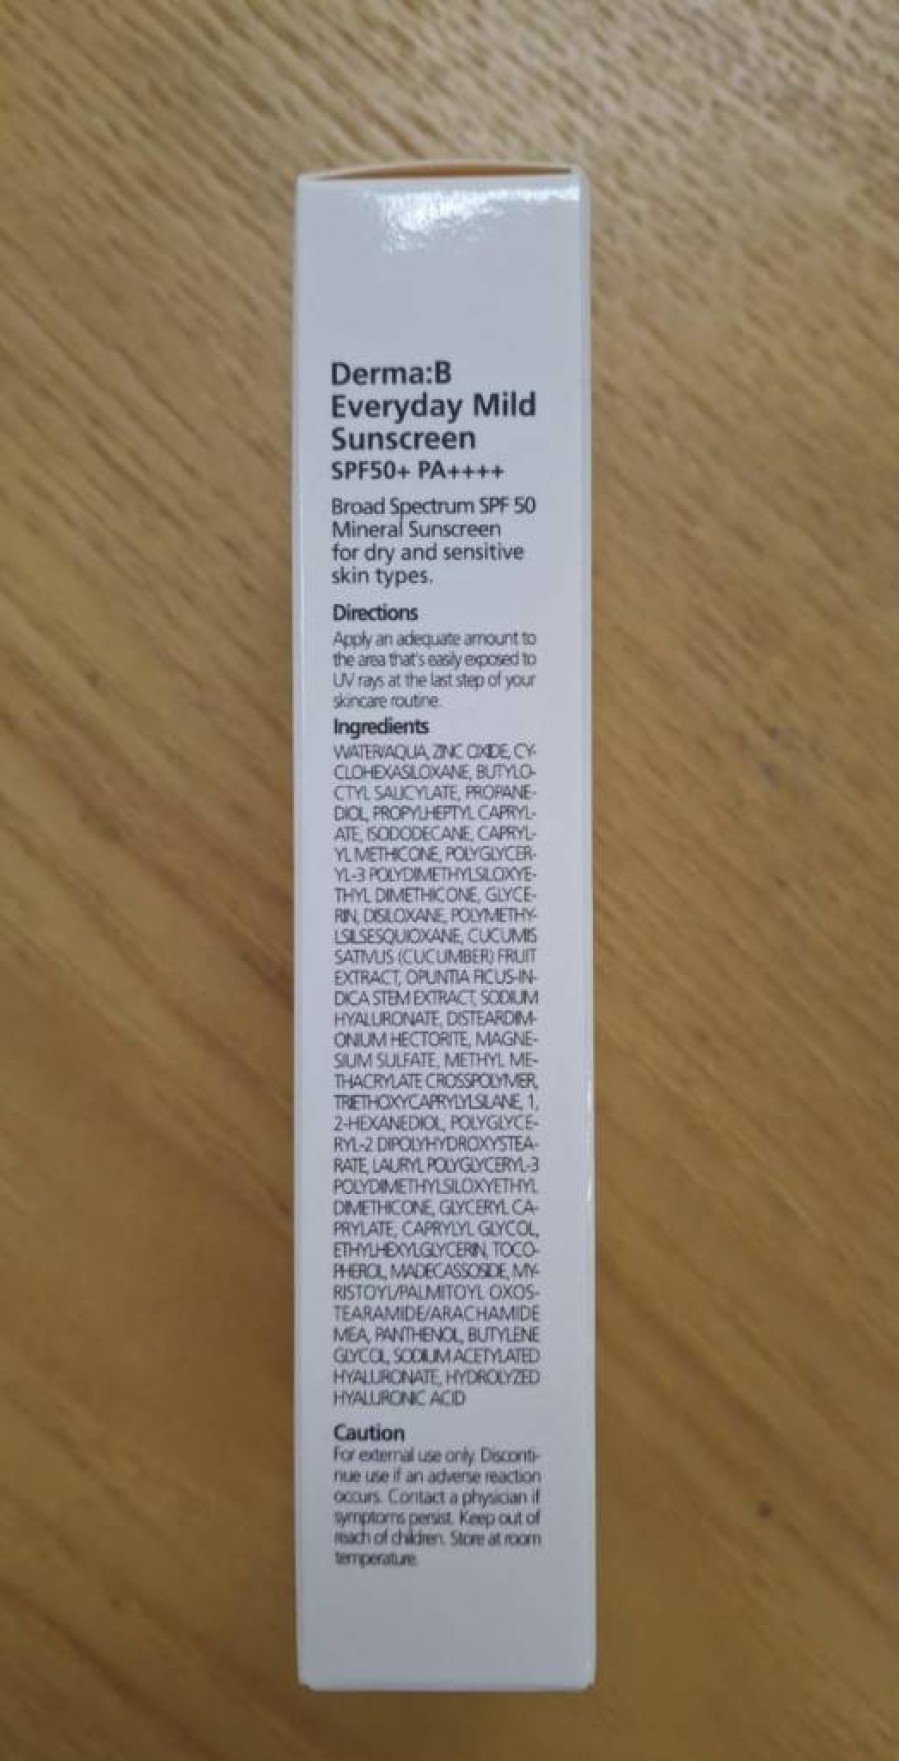 Derma:B
Everyday Mild
Sunscreen
SPF50+ PA++++
Broad Spectrum SPF 50
Mineral Sunscreen
for dry and sensitive
skin types.
Directions
Apply an adequate amount to
the area that's easily exposed to
UV rays at the last step of your
skincare routine.
Ingredients
WATER/AQUA, ZINC OXIDE, CY-
CLOHEXASILOXANE, BUTYLO-
CTYL SALICYLATE, PROPANE-
DIOL, PROPYLHEPTYL CAPRYL-
ATE, ISODODECANE, CAPRYL-
YL METHICONE, POLYGLYCER-
YL-3 POLYDIMETHYLSILOXYE-
THYL DIMETHICONE, GLYCE-
RIN, DISILOXANE, POLYMETHY-
LSILSESQUIOXANE, CUCUMIS
SATIVUS (CUCUMBER) FRUIT
EXTRACT, OPUNTIA FICUS-IN-
DICA STEM EXTRACT, SODIUM
HYALURONATE, DISTEARDIM-
ONIUM HECTORITE, MAGNE-
SIUM SULFATE, METHYL ME-
THACRYLATE CROSSPOLYMER,
TRIETHOXYCAPRYLYLSILANE, 1,
2-HEXANEDIOL, POLYGLYCE-
RYL-2 DIPOLYHYDROXYSTEA-
RATE, LAURYL POLYGLYCERYL-3
POLYDIMETHYLSILOXYETHYL
DIMETHICONE, GLYCERYL CA-
PRYLATE, CAPRYLYL GLYCOL,
ETHYLHEXYLGLYCERIN, TOCO-
PHEROL, MADECASSOSIDE, MY-
RISTOYL/PALMITOYL OXOS-
TEARAMIDE/ARACHAMIDE
MEA, PANTHENOL, BUTYLENE
GLYCOL, SODIUM ACETYLATED
HYALURONATE, HYDROLYZED
HYALURONIC ACID
Caution
For external use only. Disconti-
nue use if an adverse reaction
occurs. Contact a physician if
symptoms persist. Keep out of
reach of children. Store at room
temperature.